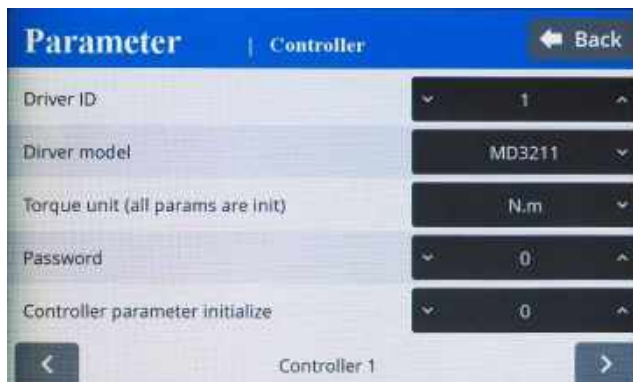 Parameter | Controller Back
Driver ID 1
Dirver model MD3211
Torque unit (all params are init) N.m
Password 0
Controller parameter initialize 0
Controller 1